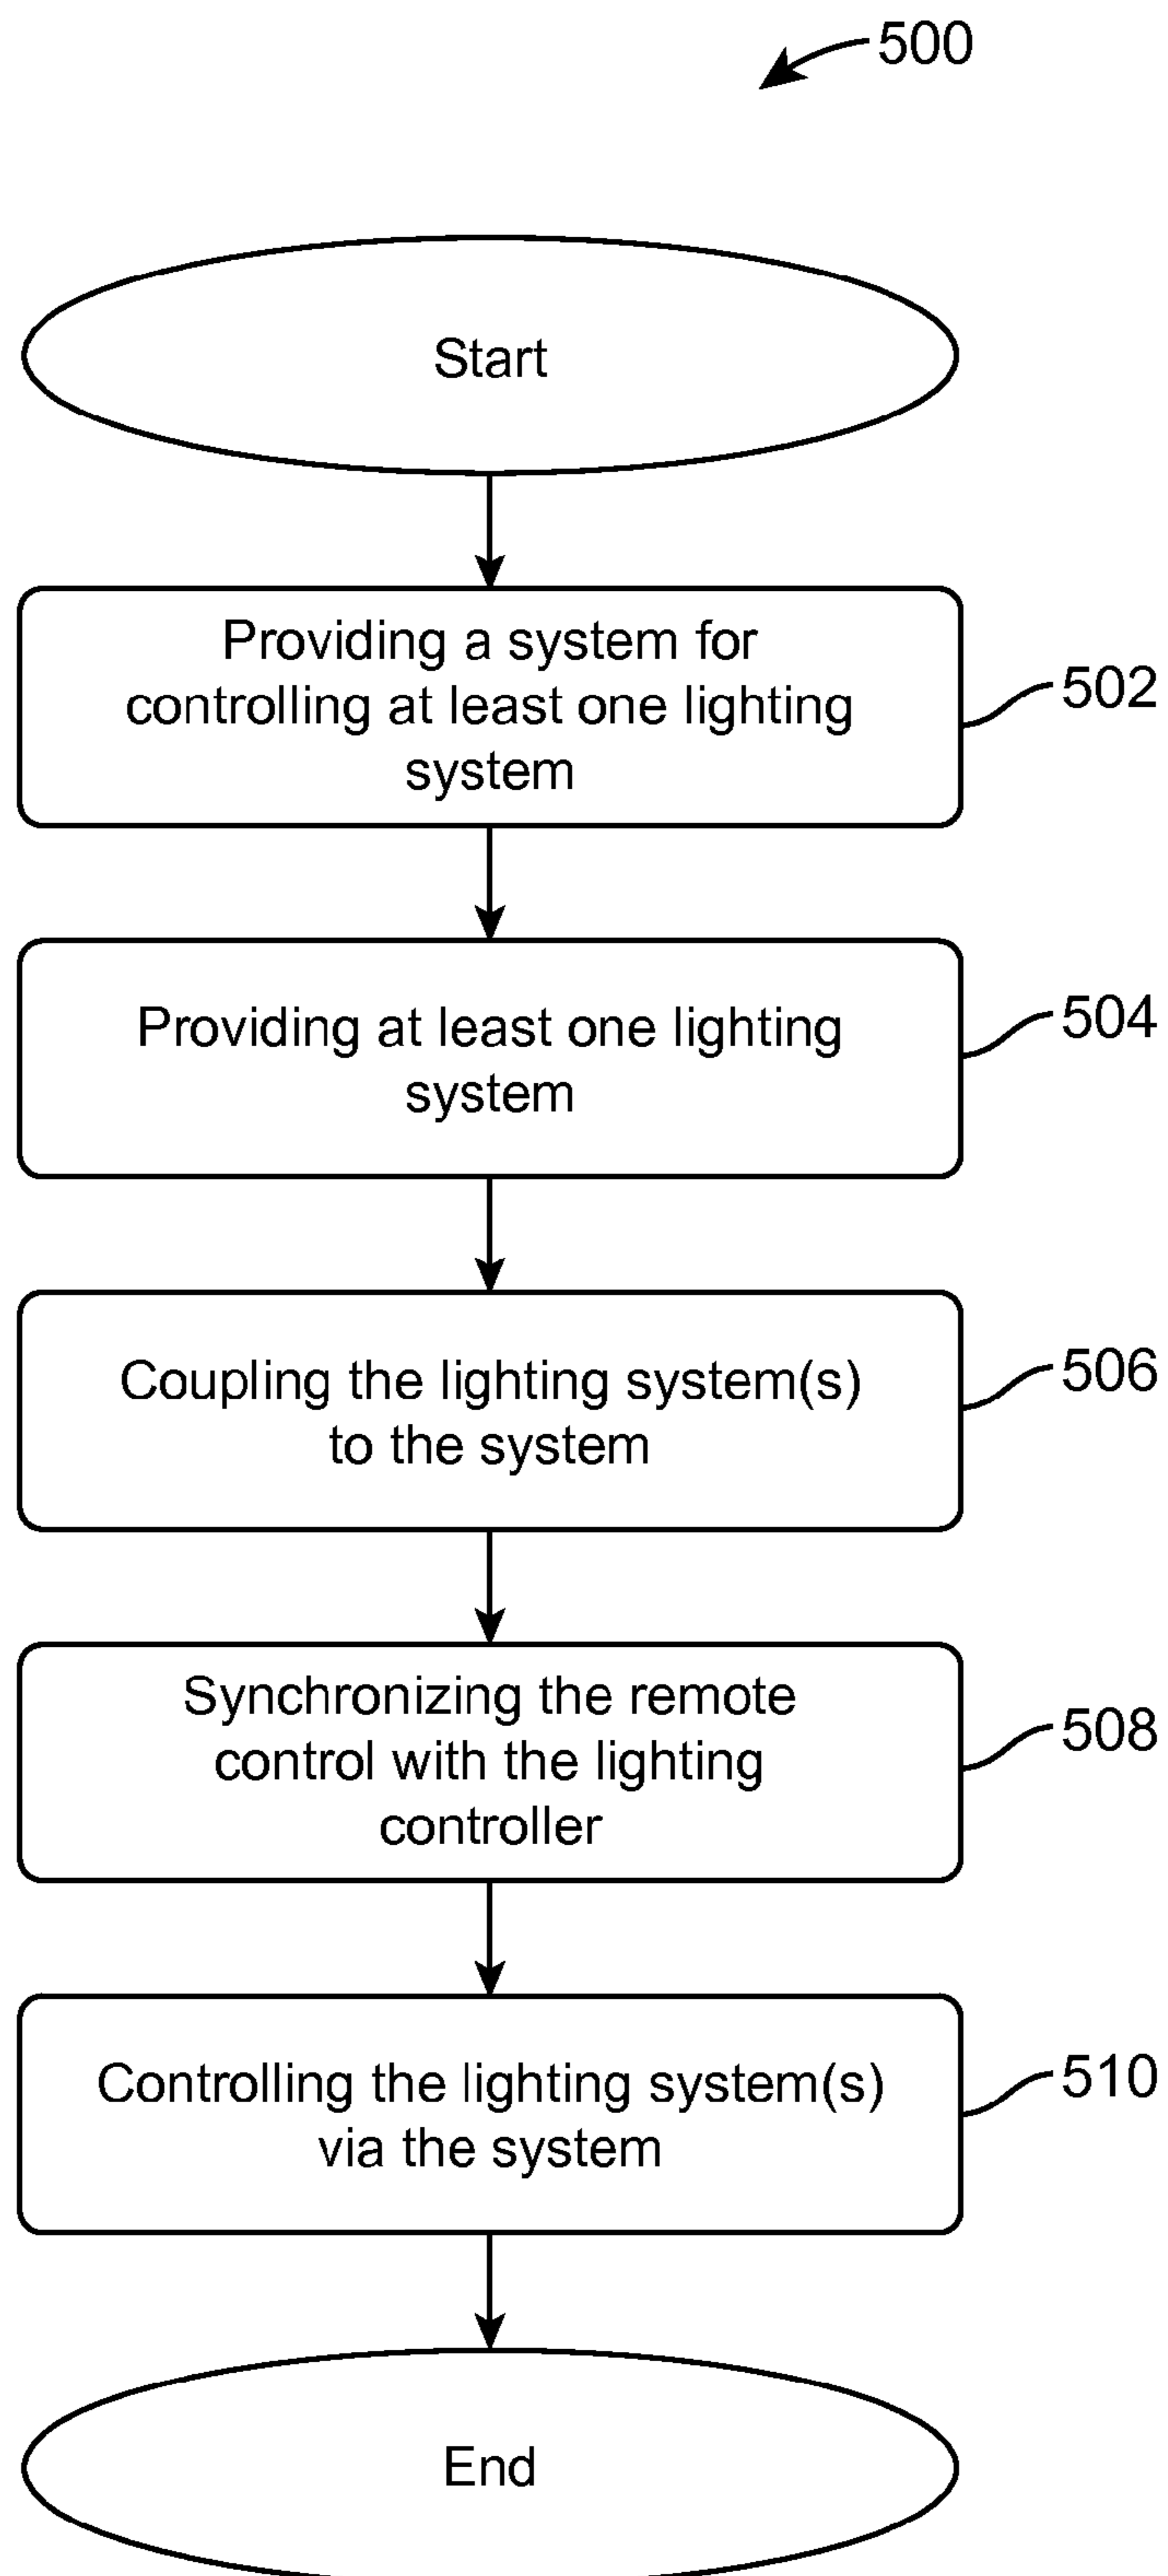 500
Start
Providing a system for
controlling at least one lighting
system
502
Providing at least one lighting
system
504
Coupling the lighting system(s)
to the system
506
Synchronizing the remote
control with the lighting
controller
508
Controlling the lighting system(s)
via the system
510
End